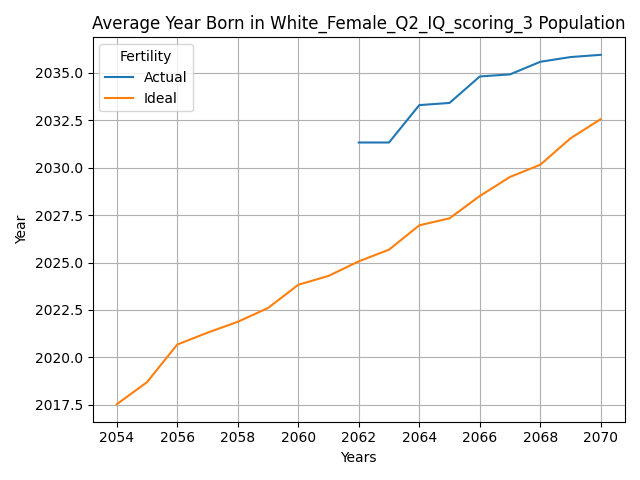 Average Year Born in White_Female_Q2_IQ_scoring_3 Population
Fertility
Actual
Ideal
2035.0
2032.5
2030.0
2027.5
2025.0
2022.5
2020.0
2017.5
Year
2054 2056 2058 2060 2062 2064 2066 2068 2070
Years